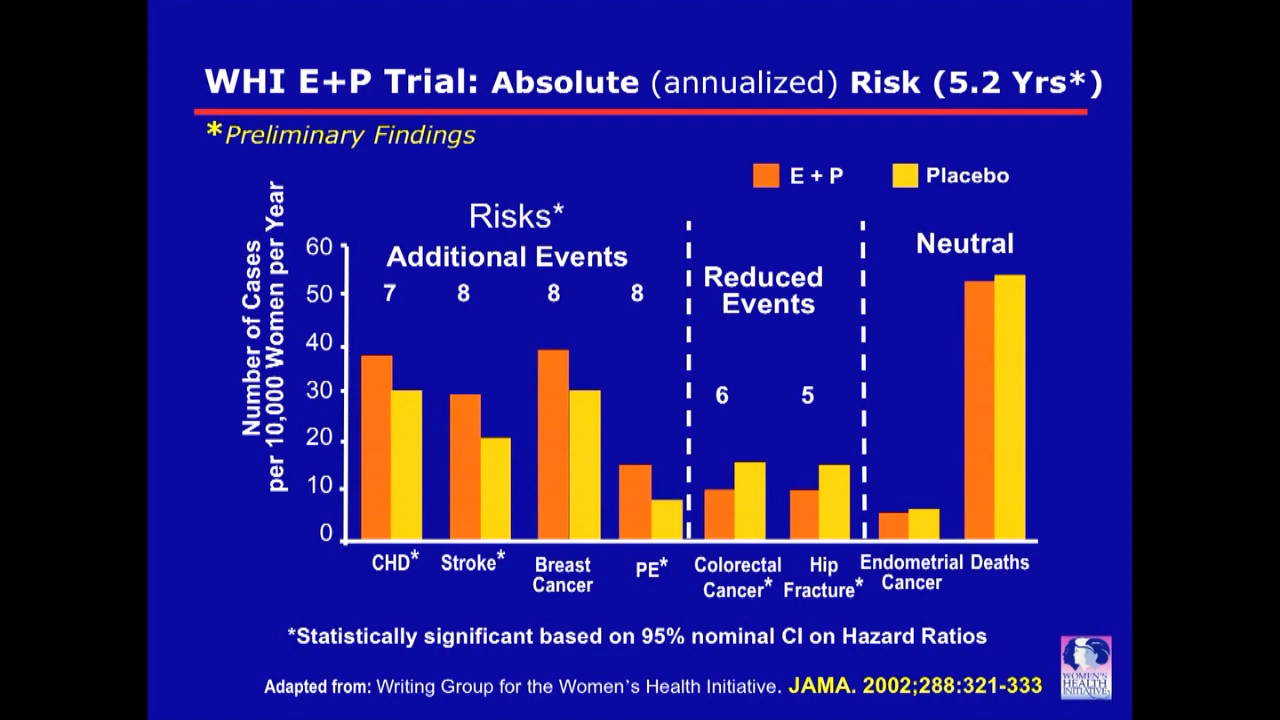 WHI E+P Trial: Absolute (annualized) Risk (5.2 Yrs*)
*Preliminary Findings
E + P
Placebo
Number of Cases
per 10,000 Women per Year
Risks*
Additional Events
7 8 8 8
Reduced
Events
6 5
Neutral
60
50
40
30
20
10
0
CHD*
Stroke*
Breast
Cancer
PE*
Colorectal
Cancer*
Hip
Fracture*
Endometrial
Cancer
Deaths
*Statistically significant based on 95% nominal CI on Hazard Ratios
Adapted from: Writing Group for the Women's Health Initiative. JAMA. 2002;288:321-333
WOMEN'S
HEALTH
INITIATIVE